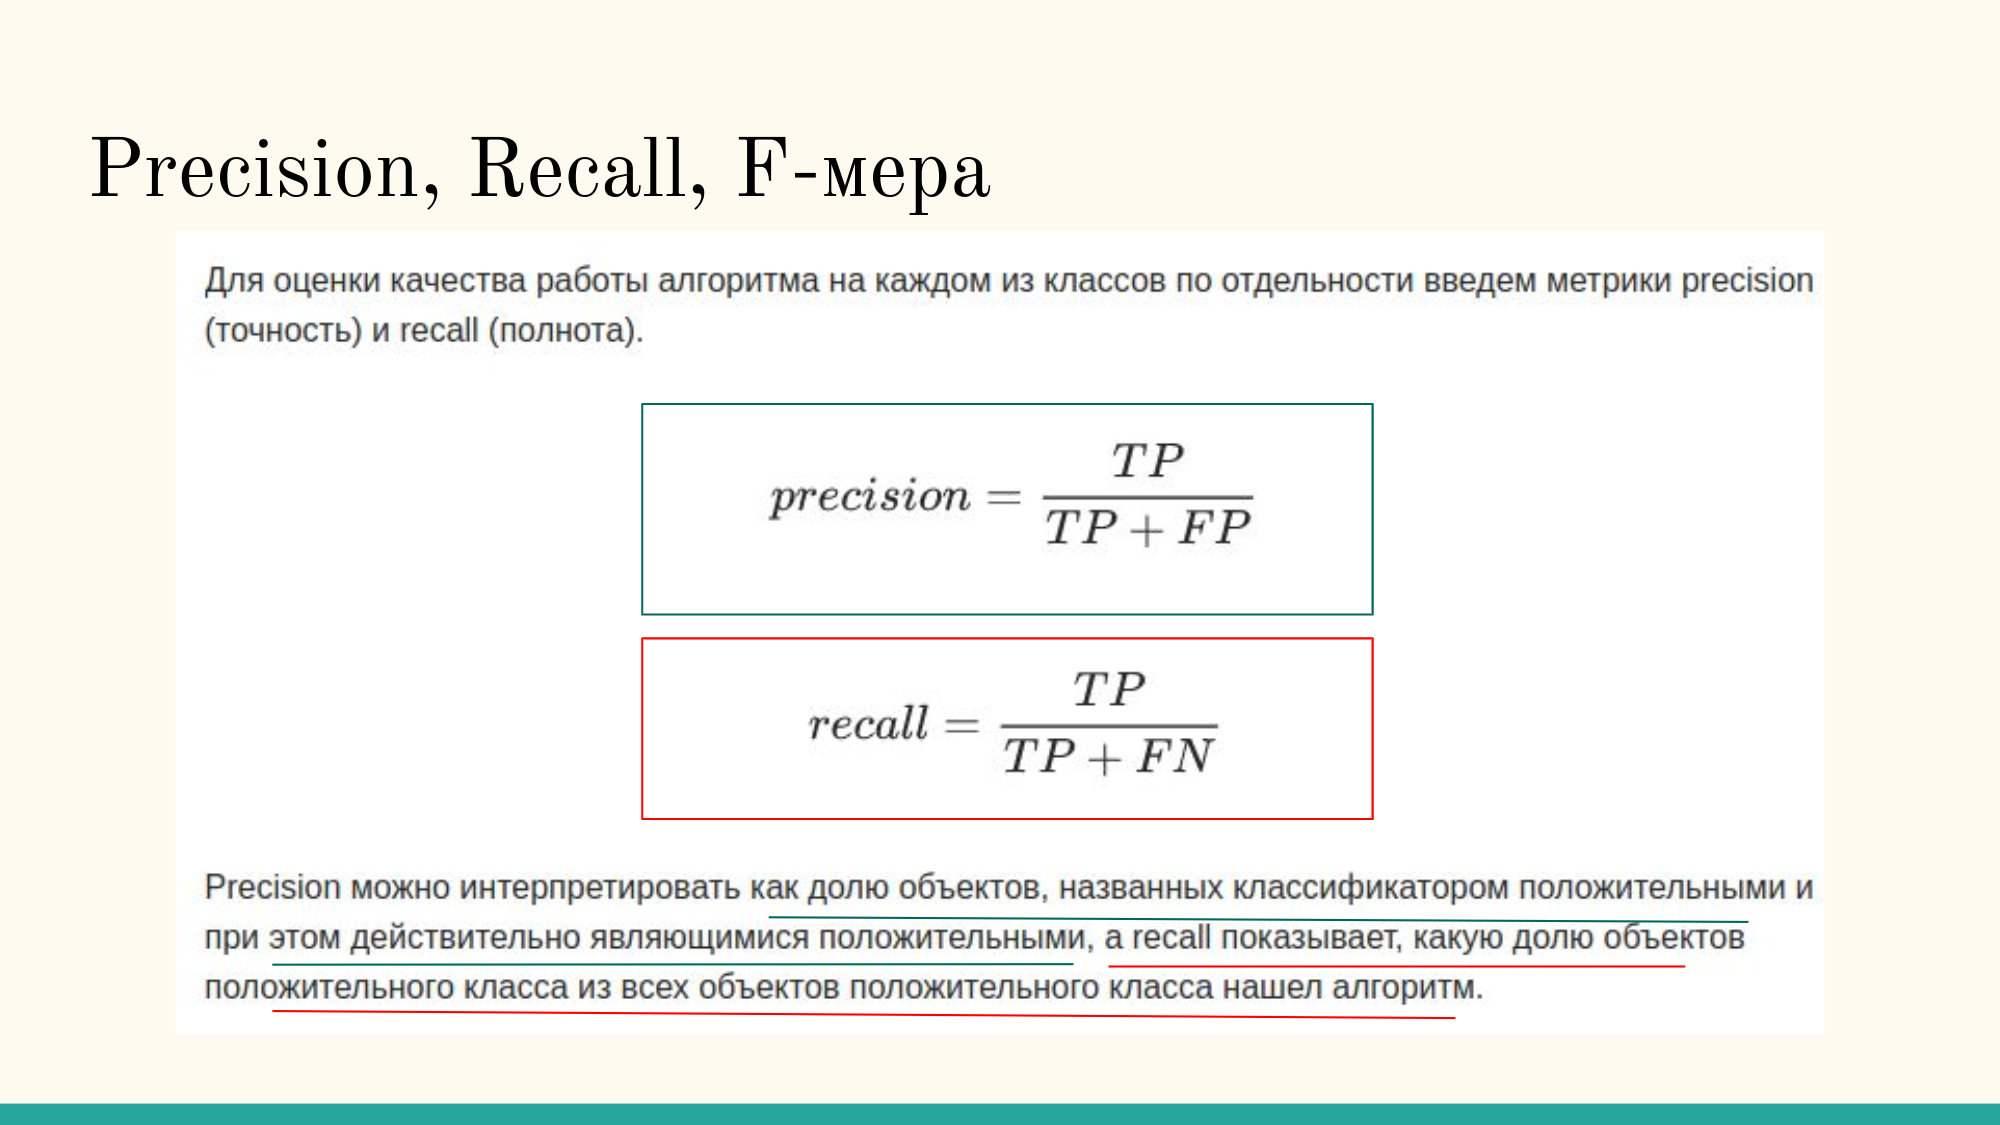 Precision, Recall, F-мера
Для оценки качества работы алгоритма на каждом из классов по отдельности введем метрики precision
(точность) и recall (полнота).
precision = TP / (TP + FP)
recall = TP / (TP + FN)
Precision можно интерпретировать как долю объектов, названных классификатором положительными и
при этом действительно являющимися положительными, а recall показывает, какую долю объектов
положительного класса из всех объектов положительного класса нашел алгоритм.